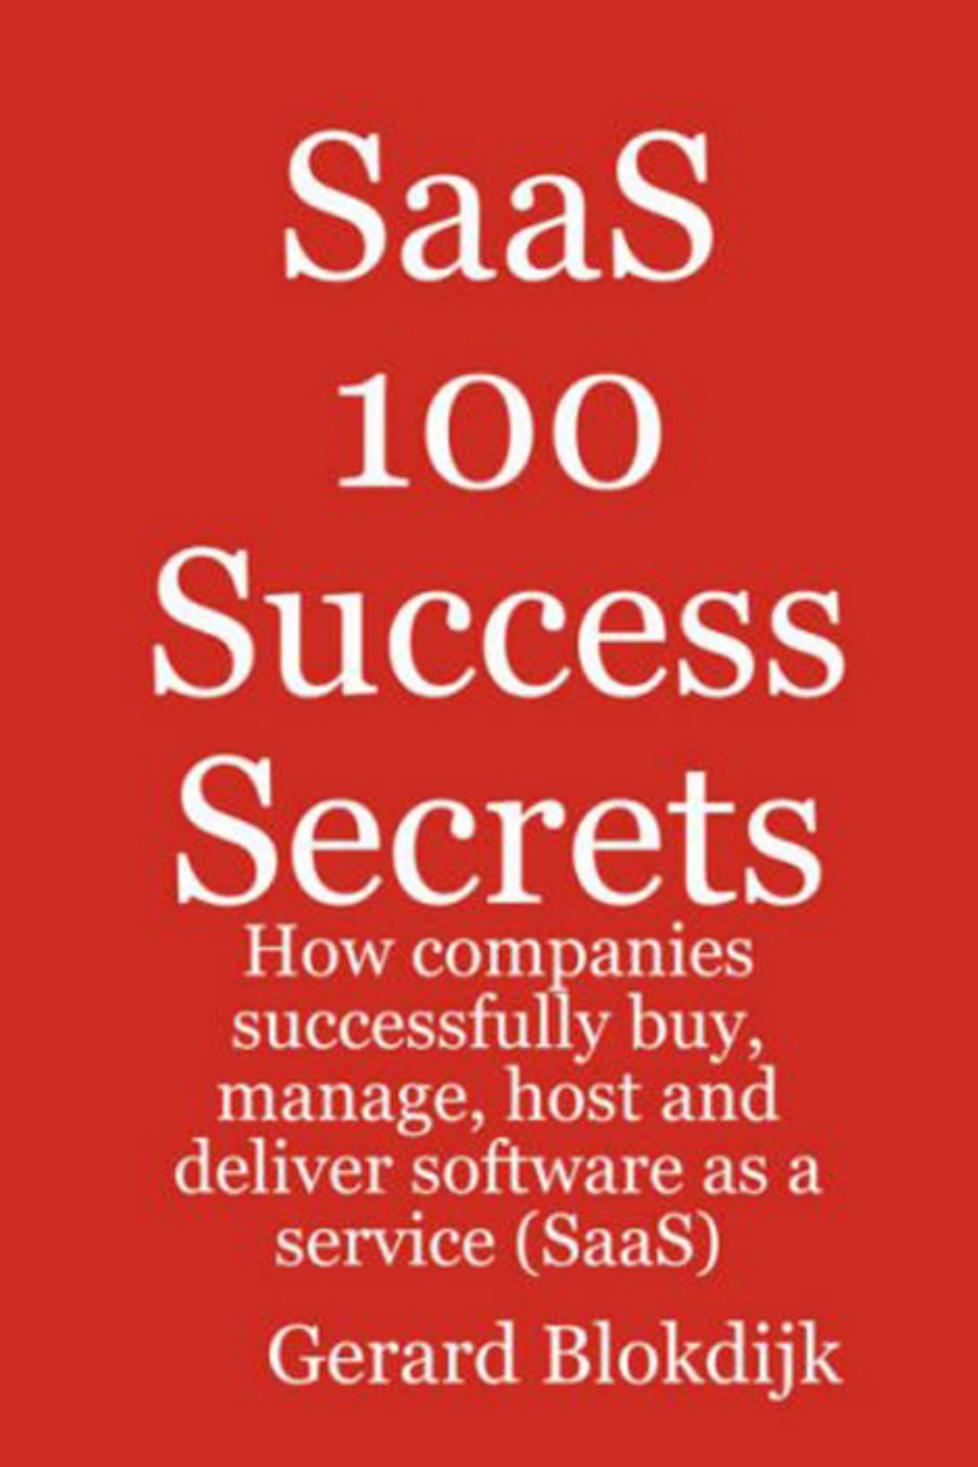 SaaS
100
Success
Secrets
How companies
successfully buy,
manage, host and
deliver software as a
service (SaaS)
Gerard Blokdijk